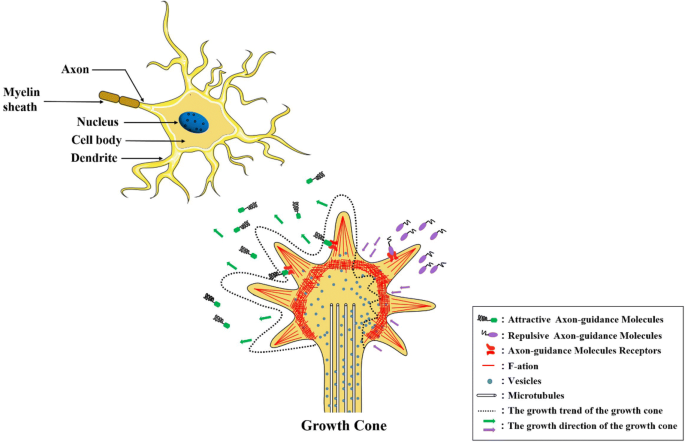 Axon
Myelin
sheath
Nucleus
Cell body
Dendrite
Growth Cone
: Attractive Axon-guidance Molecules
: Repulsive Axon-guidance Molecules
: Axon-guidance Molecules Receptors
: F-ation
: Vesicles
: Microtubules
: The growth trend of the growth cone
: The growth direction of the growth cone